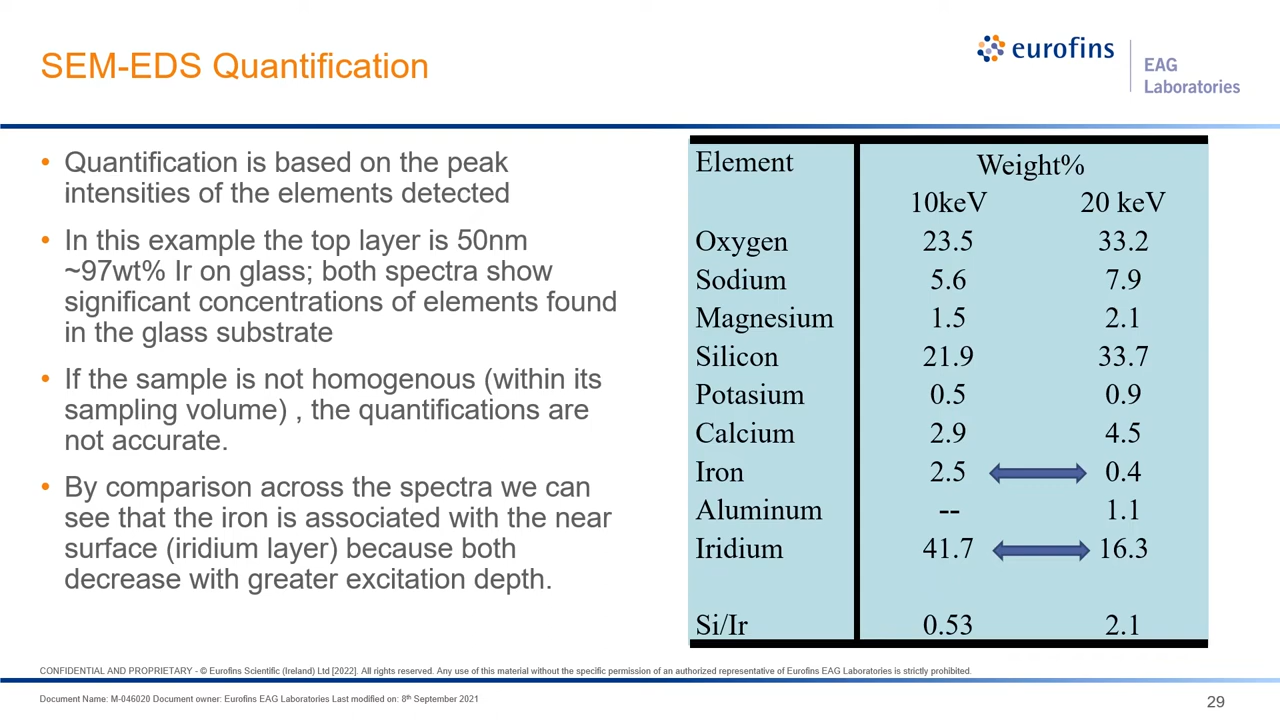 SEM-EDS Quantification
eurofins
EAG
Laboratories
• Quantification is based on the peak
intensities of the elements detected
• In this example the top layer is 50nm
~97wt% Ir on glass; both spectra show
significant concentrations of elements found
in the glass substrate
• If the sample is not homogenous (within its
sampling volume) , the quantifications are
not accurate.
• By comparison across the spectra we can
see that the iron is associated with the near
surface (iridium layer) because both
decrease with greater excitation depth.
Element Weight%
10keV 20 keV
Oxygen 23.5 33.2
Sodium 5.6 7.9
Magnesium 1.5 2.1
Silicon 21.9 33.7
Potasium 0.5 0.9
Calcium 2.9 4.5
Iron 2.5 0.4
Aluminum -- 1.1
Iridium 41.7 16.3
Si/Ir 0.53 2.1
CONFIDENTIAL AND PROPRIETARY - © Eurofins Scientific (Ireland) Ltd [2022]. All rights reserved. Any use of this material without the specific permission of an authorized representative of Eurofins EAG Laboratories is strictly prohibited.
Document Name: M-046020 Document owner: Eurofins EAG Laboratories Last modified on: 8th September 2021
29